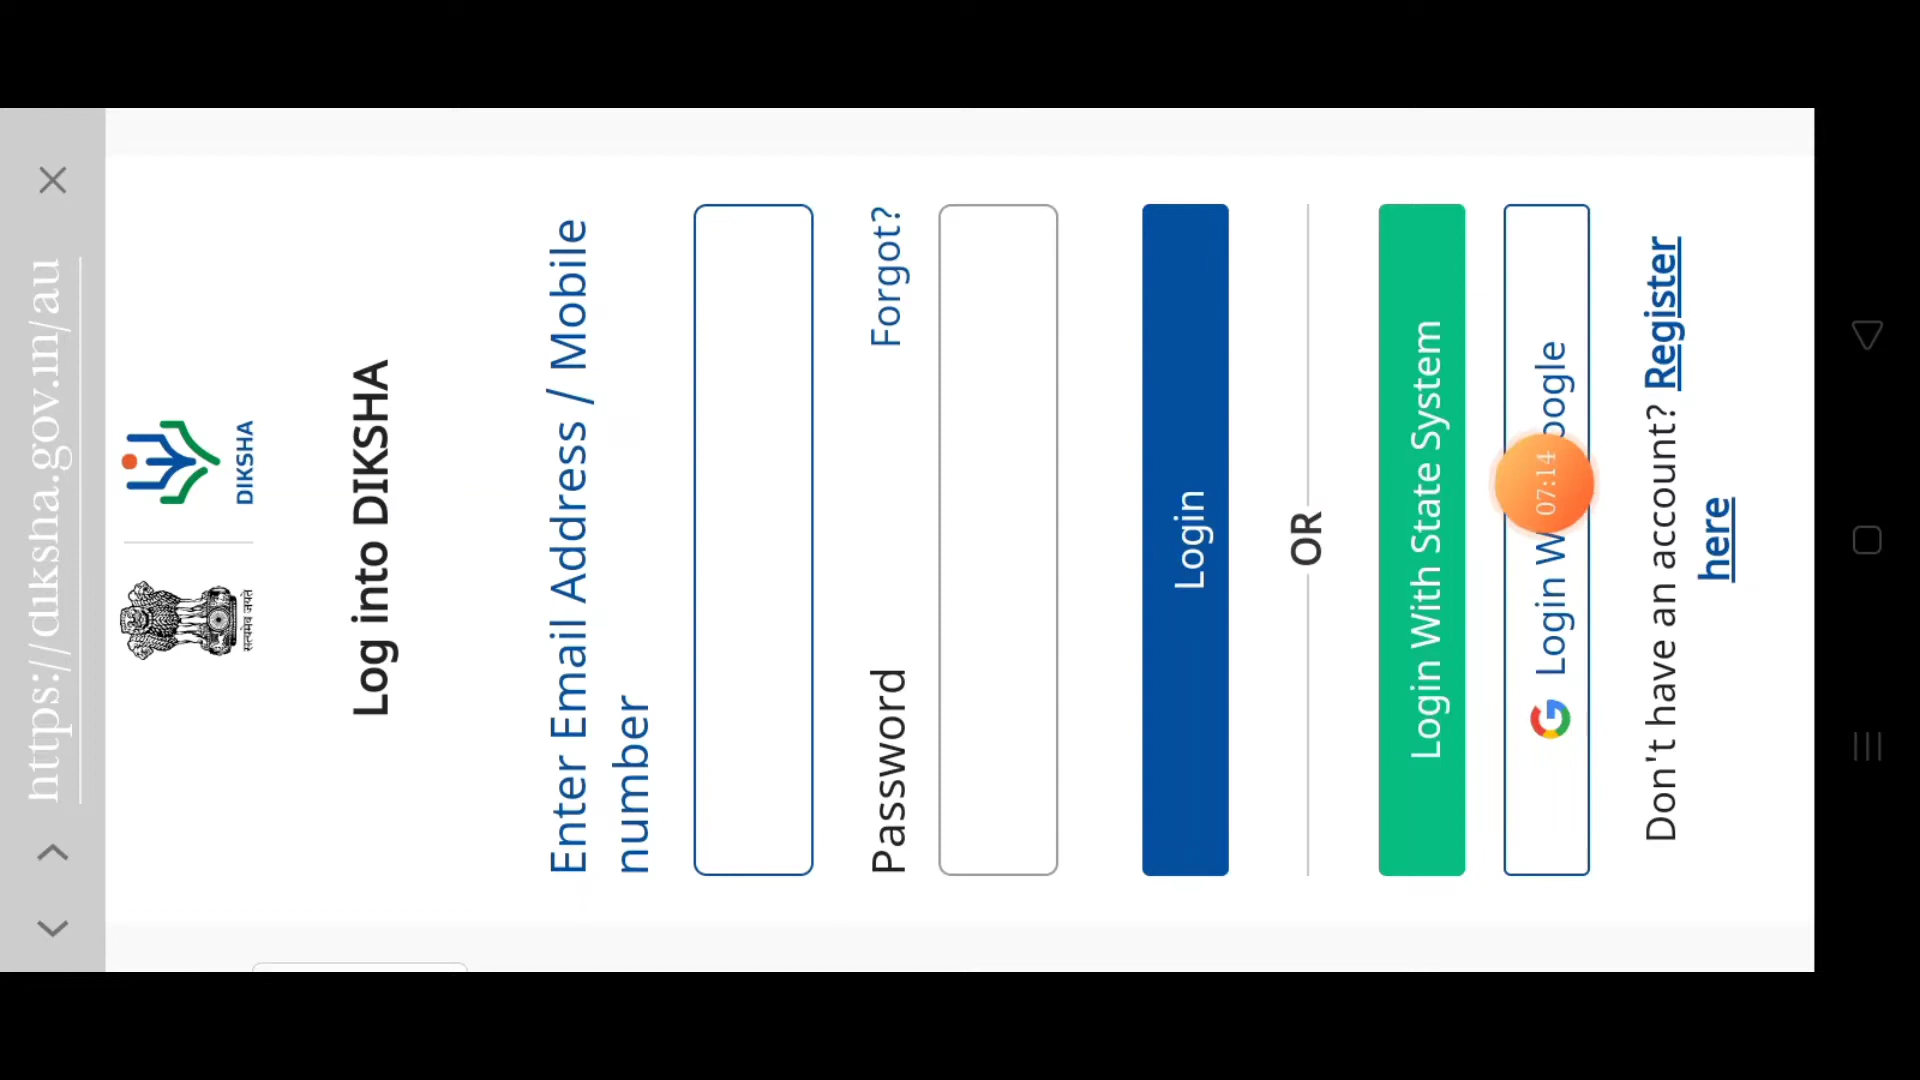 https://diksha.gov.in/au
सत्यमेव जयते
DIKSHA
Log into DIKSHA
Enter Email Address / Mobile
number
Password Forgot?
Login
OR
Login With State System
Login W oogle
07:14
Don't have an account? Register
here